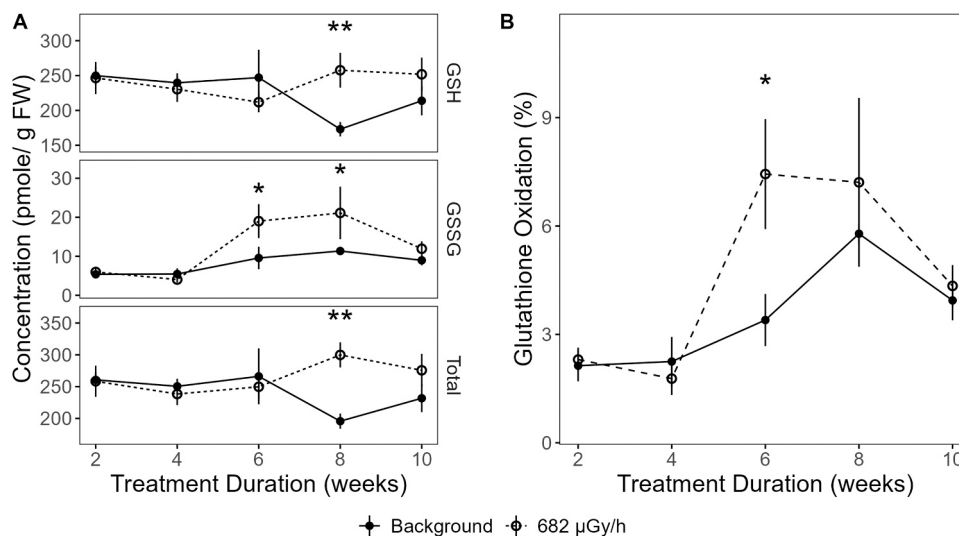 A
Concentration (pmole/ g FW)
300
250
200
150
**
GSH
30
20
10
0
*
*
GSSG
350
300
250
200
**
Total
2 4 6 8 10
Treatment Duration (weeks)
B
Glutathione Oxidation (%)
9
6
3
0
*
2 4 6 8 10
Treatment Duration (weeks)
Background 682 µGy/h